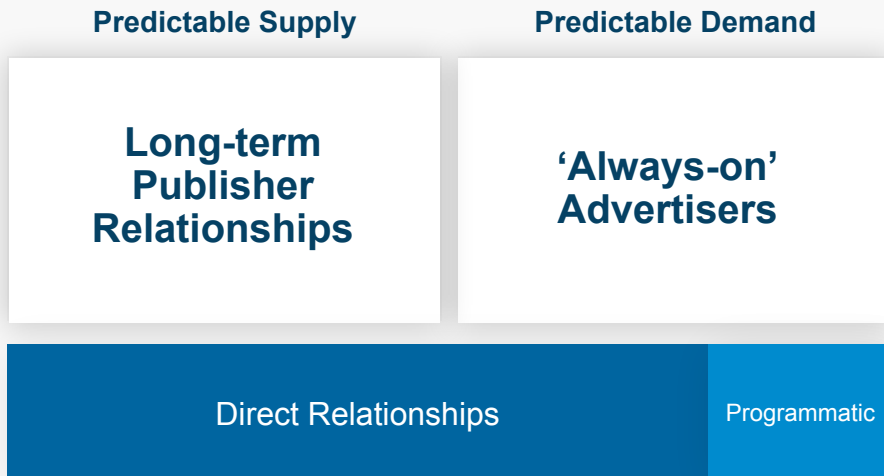 Predictable Supply
Predictable Demand
Long-term
Publisher
Relationships
‘Always-on’
Advertisers
Direct Relationships
Programmatic